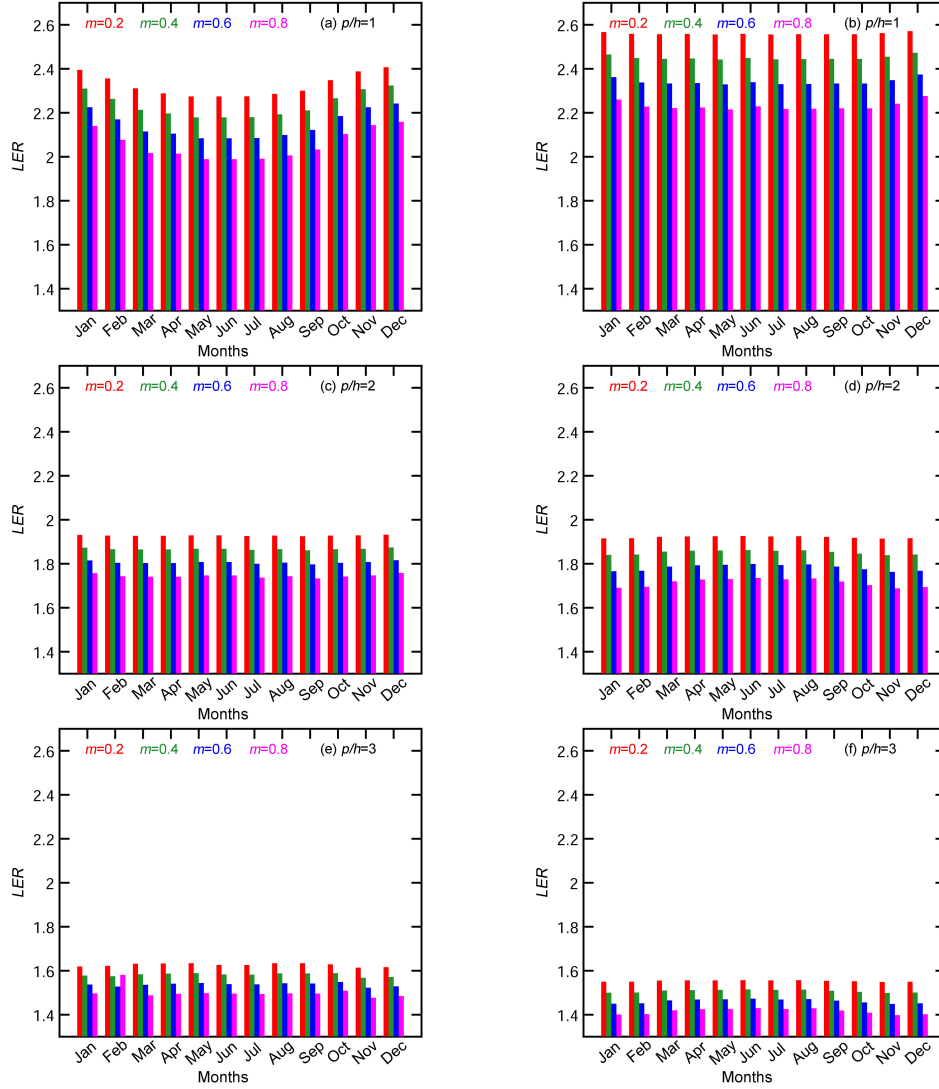 m=0.2 m=0.4 m=0.6 m=0.8 (a) p/h=1
2.6
2.4
2.2
2
1.8
1.6
1.4
LER
Jan Feb Mar Apr May Jun Jul Aug Sep Oct Nov Dec
Months
m=0.2 m=0.4 m=0.6 m=0.8 (b) p/h=1
2.6
2.4
2.2
2
1.8
1.6
1.4
LER
Jan Feb Mar Apr May Jun Jul Aug Sep Oct Nov Dec
Months
m=0.2 m=0.4 m=0.6 m=0.8 (c) p/h=2
2.6
2.4
2.2
2
1.8
1.6
1.4
LER
Jan Feb Mar Apr May Jun Jul Aug Sep Oct Nov Dec
Months
m=0.2 m=0.4 m=0.6 m=0.8 (d) p/h=2
2.6
2.4
2.2
2
1.8
1.6
1.4
LER
Jan Feb Mar Apr May Jun Jul Aug Sep Oct Nov Dec
Months
m=0.2 m=0.4 m=0.6 m=0.8 (e) p/h=3
2.6
2.4
2.2
2
1.8
1.6
1.4
LER
Jan Feb Mar Apr May Jun Jul Aug Sep Oct Nov Dec
Months
m=0.2 m=0.4 m=0.6 m=0.8 (f) p/h=3
2.6
2.4
2.2
2
1.8
1.6
1.4
LER
Jan Feb Mar Apr May Jun Jul Aug Sep Oct Nov Dec
Months